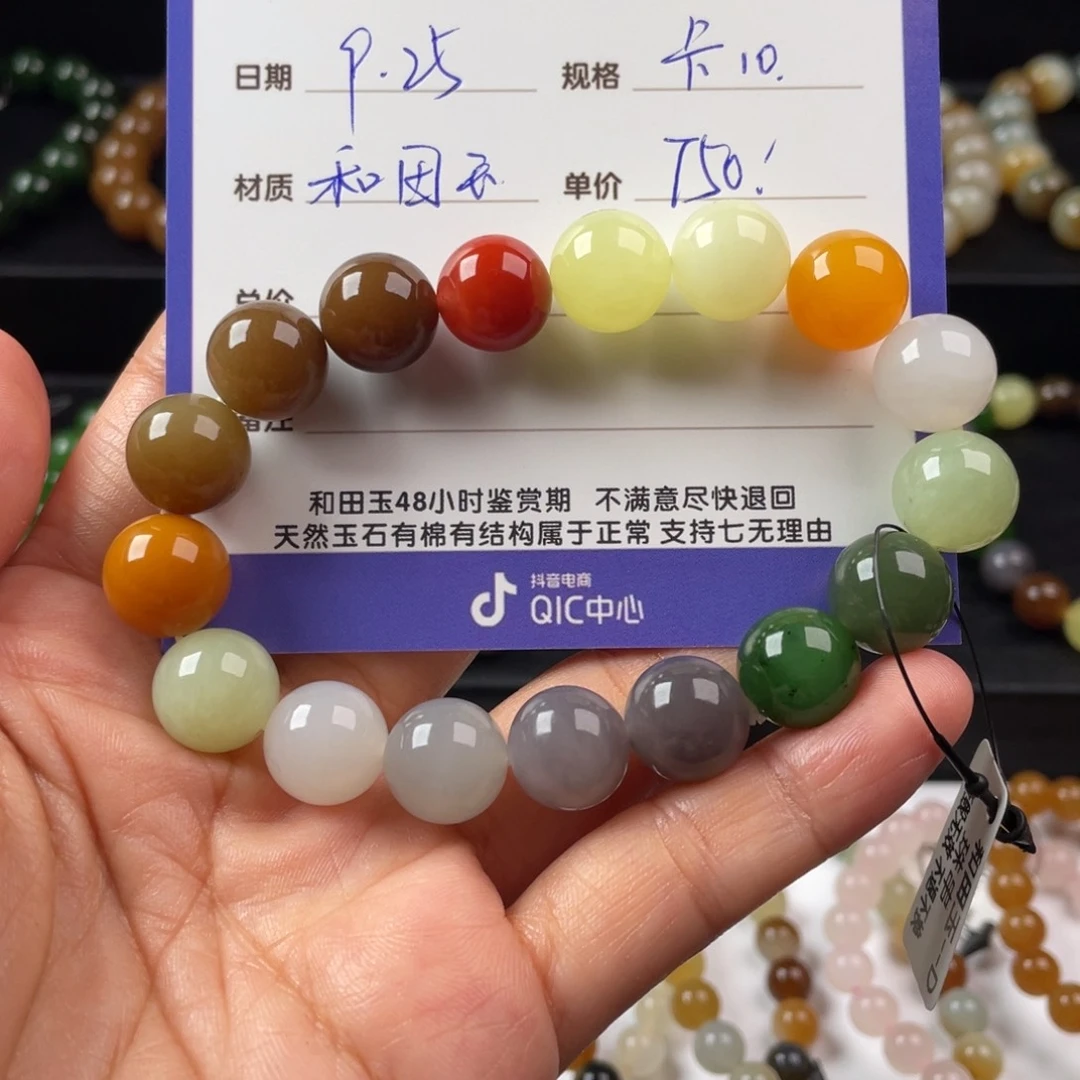 日期 9.25 规格 卡10.
材质 和田玉 单价 750!
总价
备注
和田玉48小时鉴赏期 不满意尽快退回
天然玉石有棉有结构属于正常 支持七无理由
抖音电商
QIC中心
和田玉—D